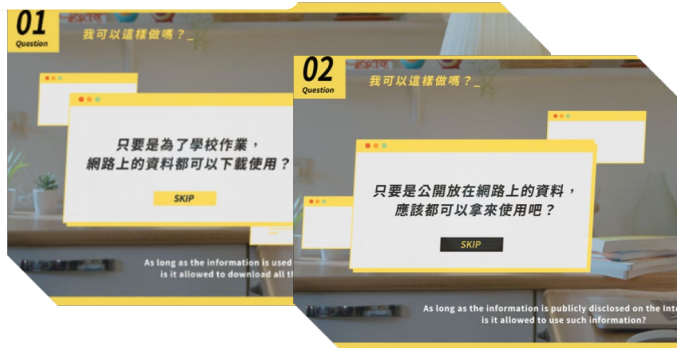 01
Question
我可以這樣做嗎？_
只要是為了學校作業，
網路上的資料都可以下載使用？
SKIP
As long as the information is used
is it allowed to download all t
02
Question
我可以這樣做嗎？_
只要是公開放在網路上的資料，
應該都可以拿來使用吧？
SKIP
As long as the information is publicly disclosed on the Int
is it allowed to use such information?